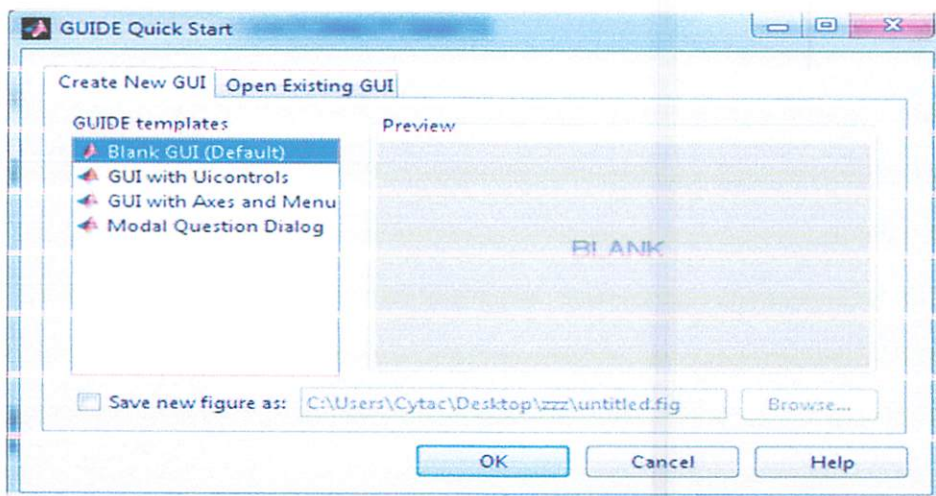 GUIDE Quick Start
Create New GUI Open Existing GUI
GUIDE templates
Preview
Blank GUI (Default)
GUI with Uicontrols
GUI with Axes and Menu
Modal Question Dialog
BLANK
Save new figure as: C:\Users\Cytac\Desktop\zzz\untitled.fig Browse...
OK Cancel Help